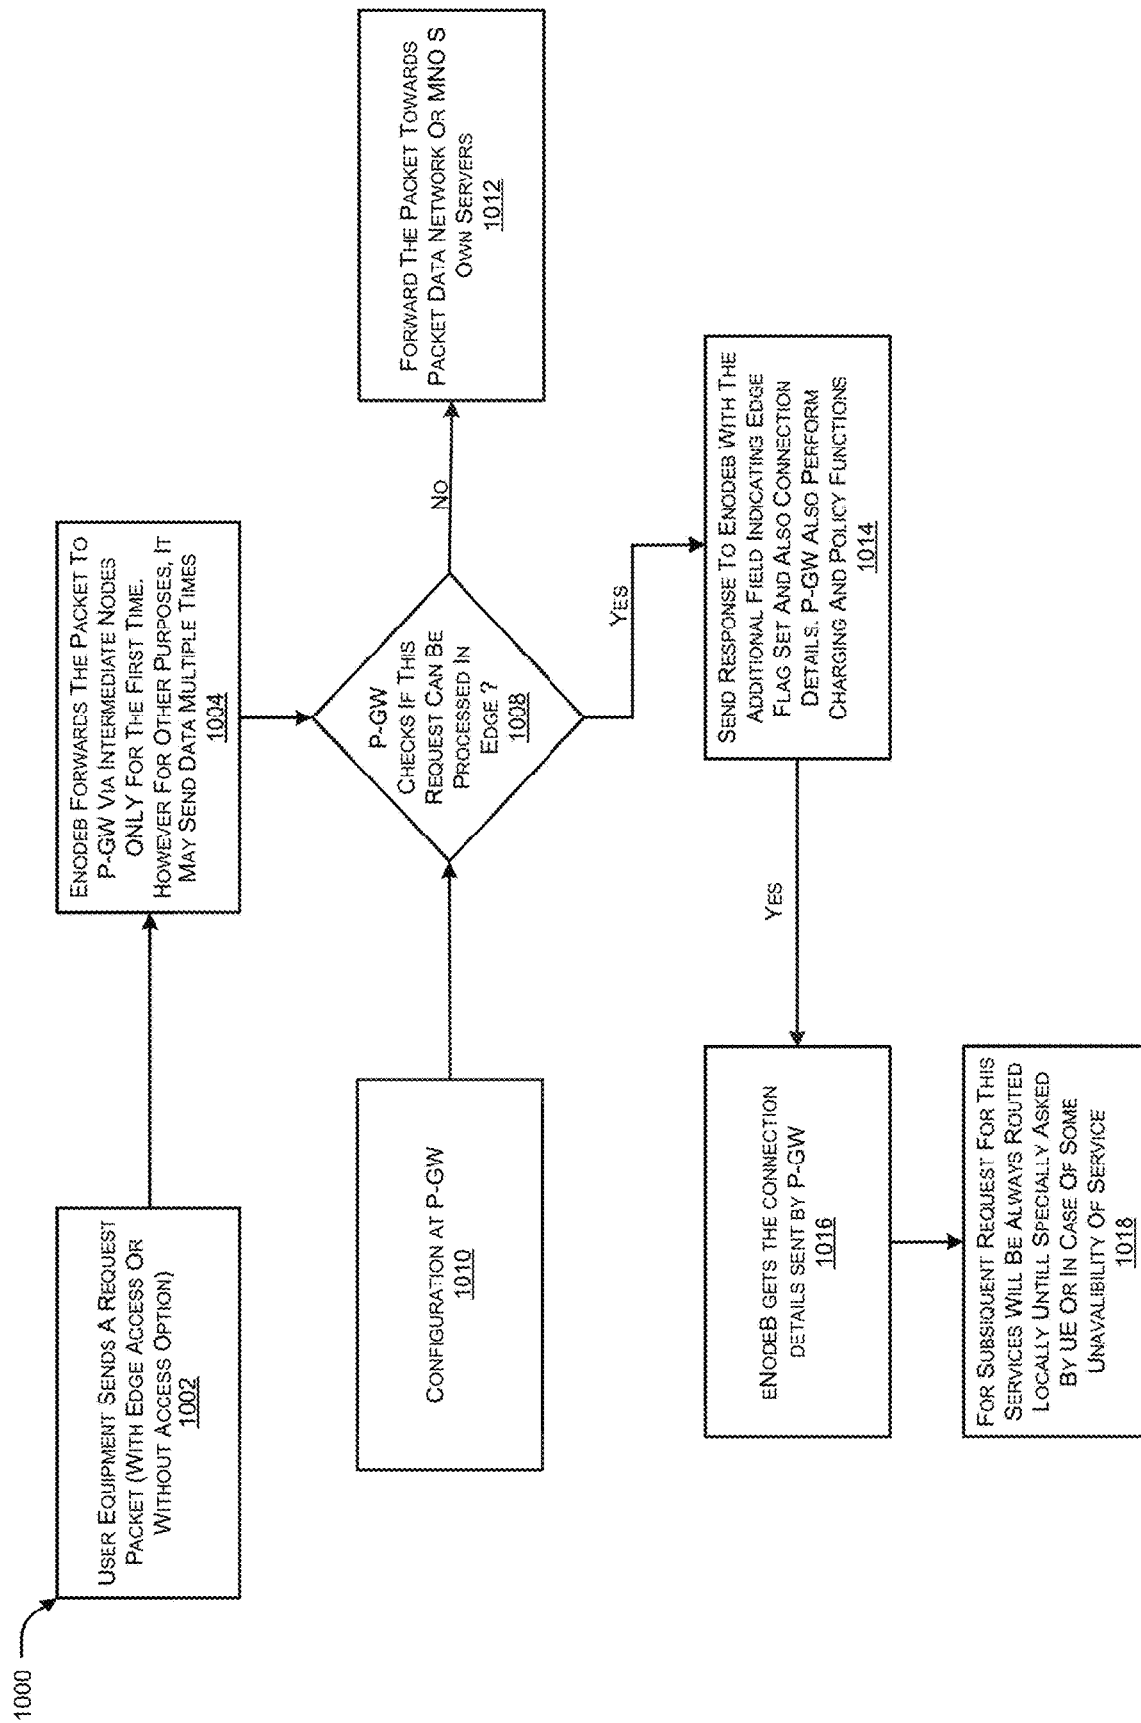 1000
USER EQUIPMENT SENDS A REQUEST
PACKET (WITH EDGE ACCESS OR
WITHOUT ACCESS OPTION)
1002
ENODEB FORWARDS THE PACKET TO
P-GW VIA INTERMEDIATE NODES
ONLY FOR THE FIRST TIME.
HOWEVER FOR OTHER PURPOSES, IT
MAY SEND DATA MULTIPLE TIMES
1004
CONFIGURATION AT P-GW
1010
P-GW
CHECKS IF THIS
REQUEST CAN BE
PROCESSED IN
EDGE ?
1008
NO
FORWARD THE PACKET TOWARDS
PACKET DATA NETWORK OR MNO S
OWN SERVERS
1012
YES
SEND RESPONSE TO ENODEB WITH THE
ADDITIONAL FIELD INDICATING EDGE
FLAG SET AND ALSO CONNECTION
DETAILS. P-GW ALSO PERFORM
CHARGING AND POLICY FUNCTIONS
1014
YES
eNODEB GETS THE CONNECTION
DETAILS SENT BY P-GW
1016
FOR SUBSIQUENT REQUEST FOR THIS
SERVICES WILL BE ALWAYS ROUTED
LOCALLY UNTILL SPECIALLY ASKED
BY UE OR IN CASE OF SOME
UNAVALIBILITY OF SERVICE
1018